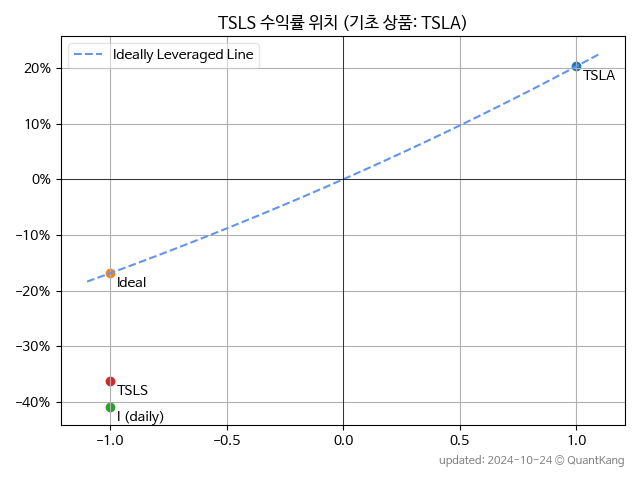 TSLS 수익률 위치 (기초 상품: TSLA)
Ideally Leveraged Line
20%
10%
0%
−10%
−20%
−30%
−40%
TSLA
Ideal
TSLS
I (daily)
−1.0
−0.5
0.0
0.5
1.0
updated: 2024-10-24 © QuantKang